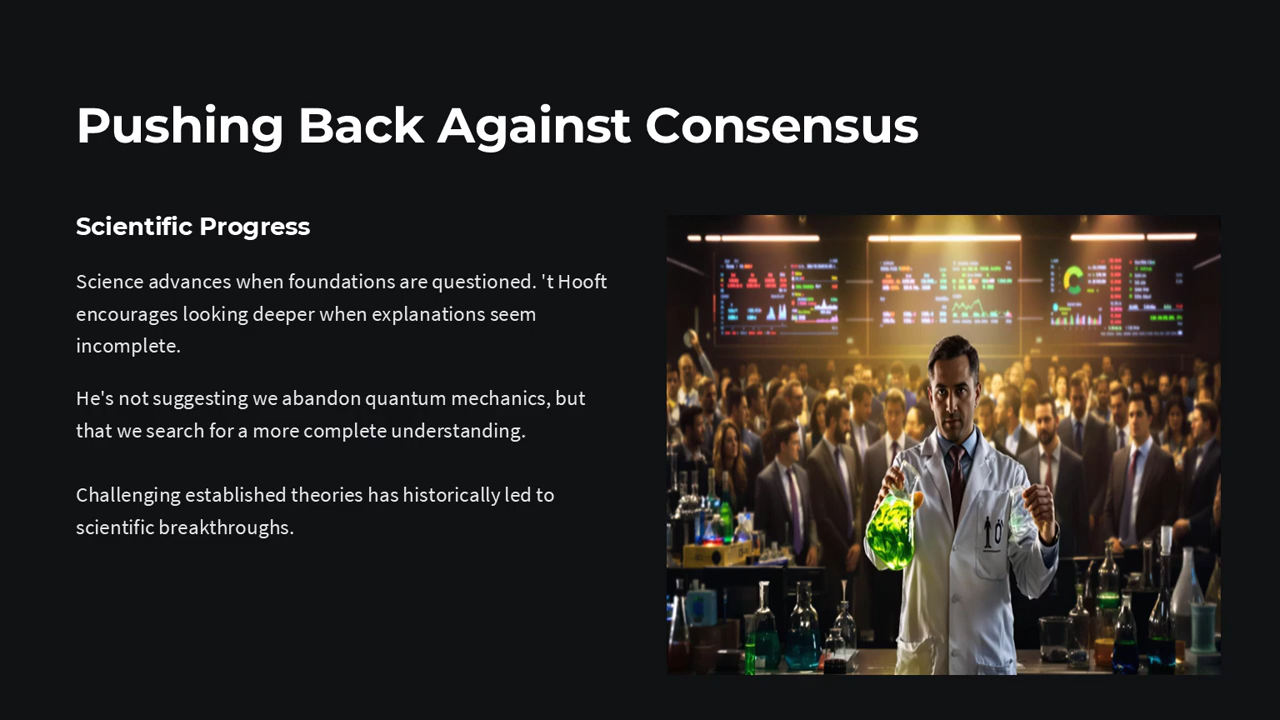 Pushing Back Against Consensus
Scientific Progress
Science advances when foundations are questioned. 't Hooft
encourages looking deeper when explanations seem
incomplete.
He's not suggesting we abandon quantum mechanics, but
that we search for a more complete understanding.
Challenging established theories has historically led to
scientific breakthroughs.